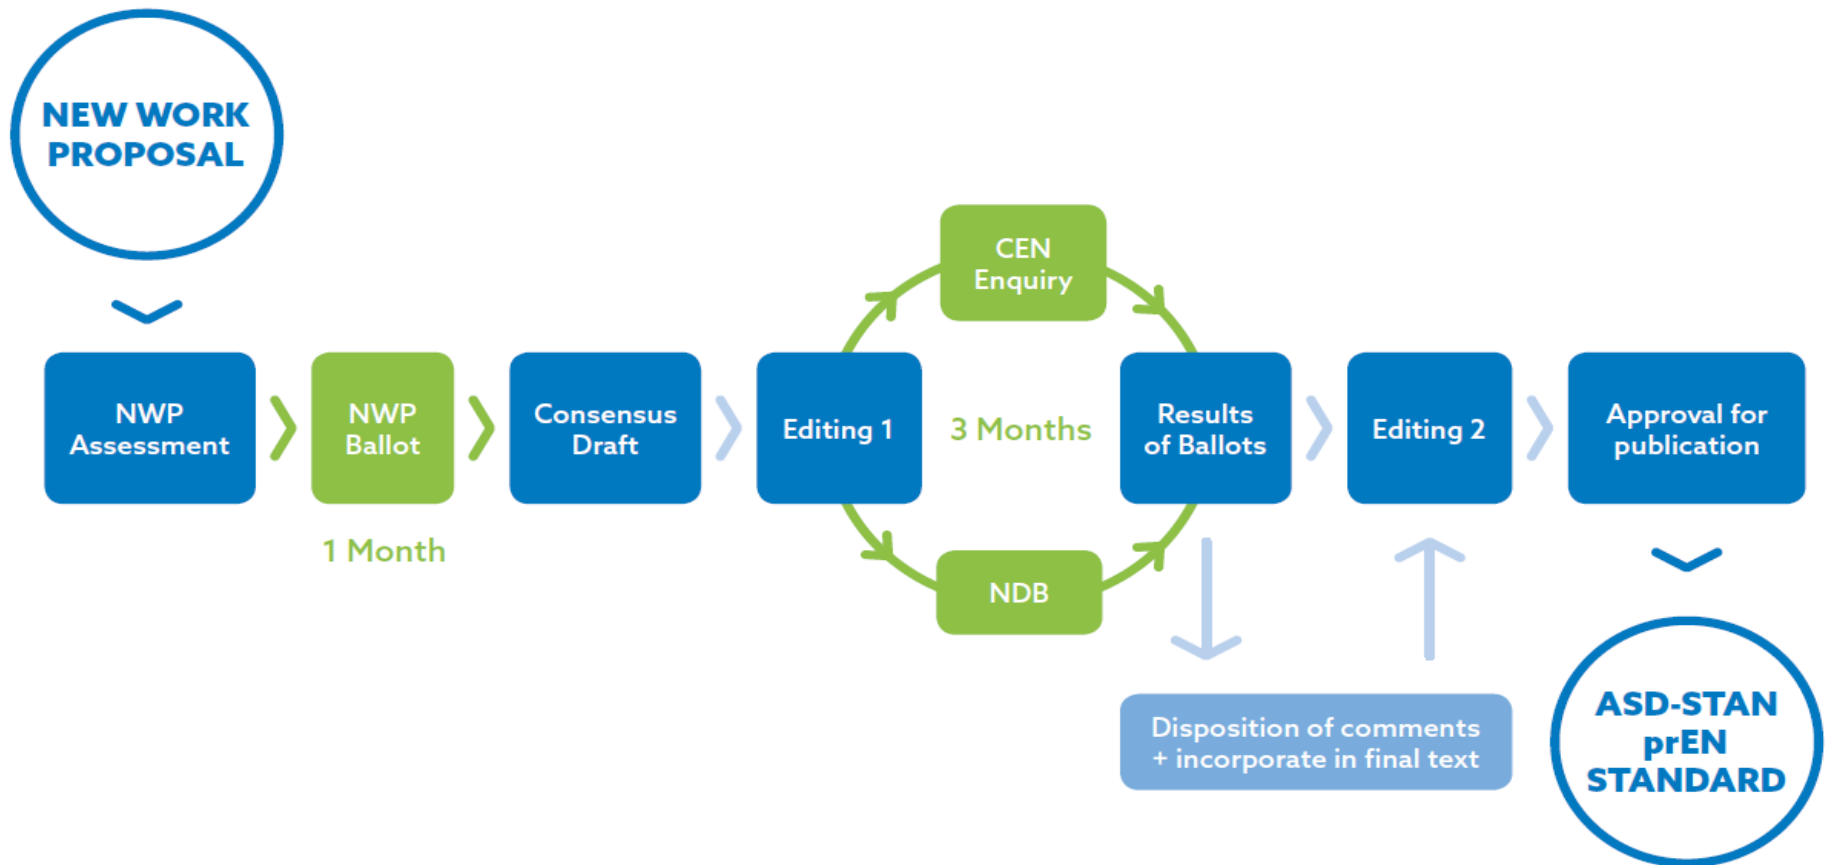 NEW WORK
PROPOSAL
NWP
Assessment
NWP
Ballot
1 Month
Consensus
Draft
Editing 1
CEN
Enquiry
3 Months
NDB
Results
of Ballots
Disposition of comments
+ incorporate in final text
Editing 2
Approval for
publication
ASD-STAN
prEN
STANDARD